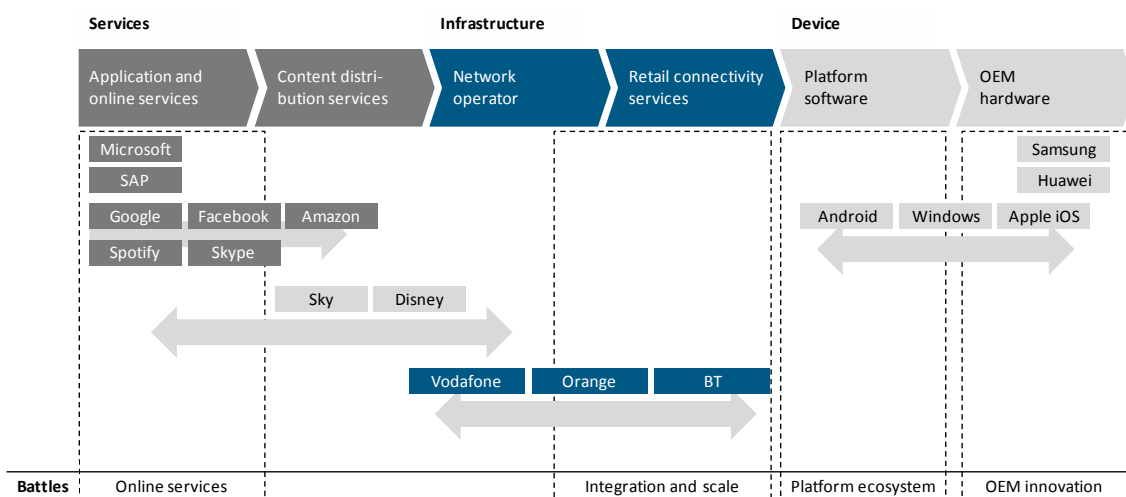 Services
Infrastructure
Device
Application and
online services
Content distri-
bution services
Network
operator
Retail connectivity
services
Platform
software
OEM
hardware
Microsoft
Samsung
SAP
Huawei
Google
Facebook
Amazon
Android
Windows
Apple iOS
Spotify
Skype
Sky
Disney
Vodafone
Orange
BT
Battles
Online services
Integration and scale
Platform ecosystem
OEM innovation